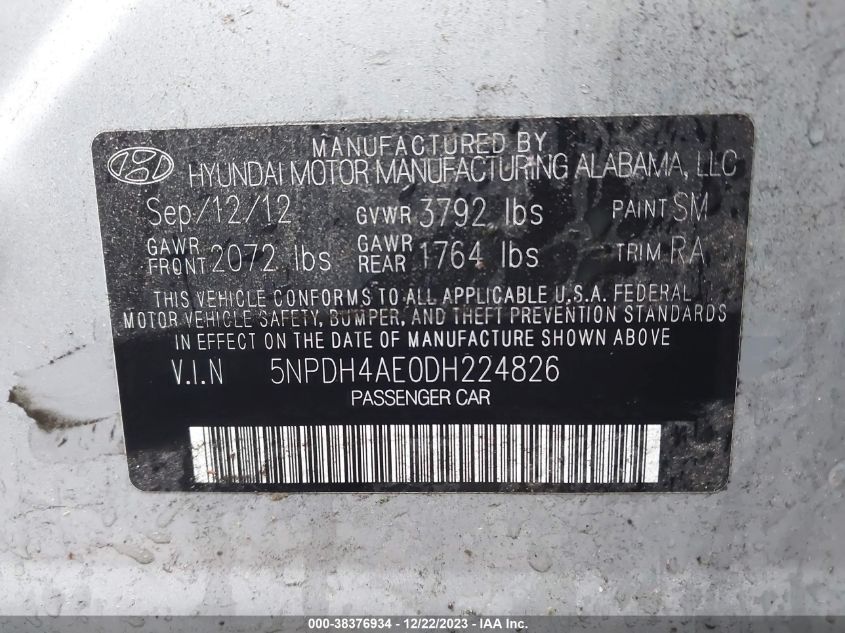 MANUFACTURED BY
HYUNDAI MOTOR MANUFACTURING ALABAMA, LLC
Sep/12/12 GVWR 3792 lbs PAINT SM
GAWR FRONT 2072 lbs GAWR REAR 1764 lbs TRIM RA
THIS VEHICLE CONFORMS TO ALL APPLICABLE U.S.A. FEDERAL
MOTOR VEHICLE SAFETY, BUMPER, AND THEFT PREVENTION STANDARDS
IN EFFECT ON THE DATE OF MANUFACTURE SHOWN ABOVE
V.I.N 5NPDH4AE0DH224826
PASSENGER CAR
000-38376934 - 12/22/2023 - IAA Inc.